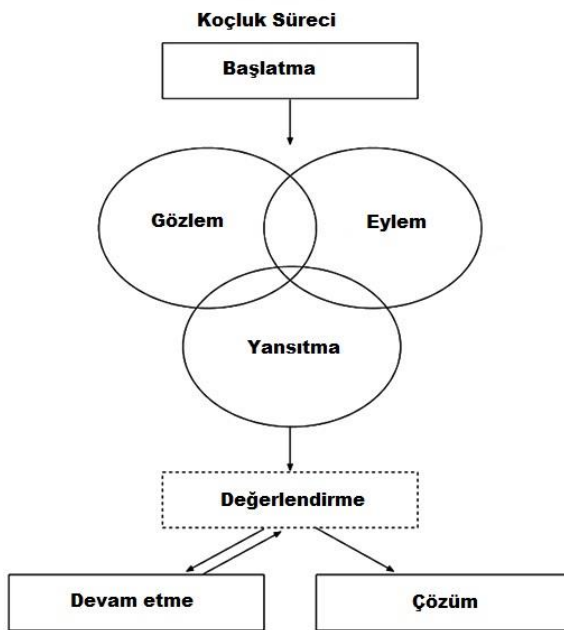 Koçluk Süreci
Başlatma
Gözlem
Eylem
Yansıtma
Değerlendirme
Devam etme
Çözüm